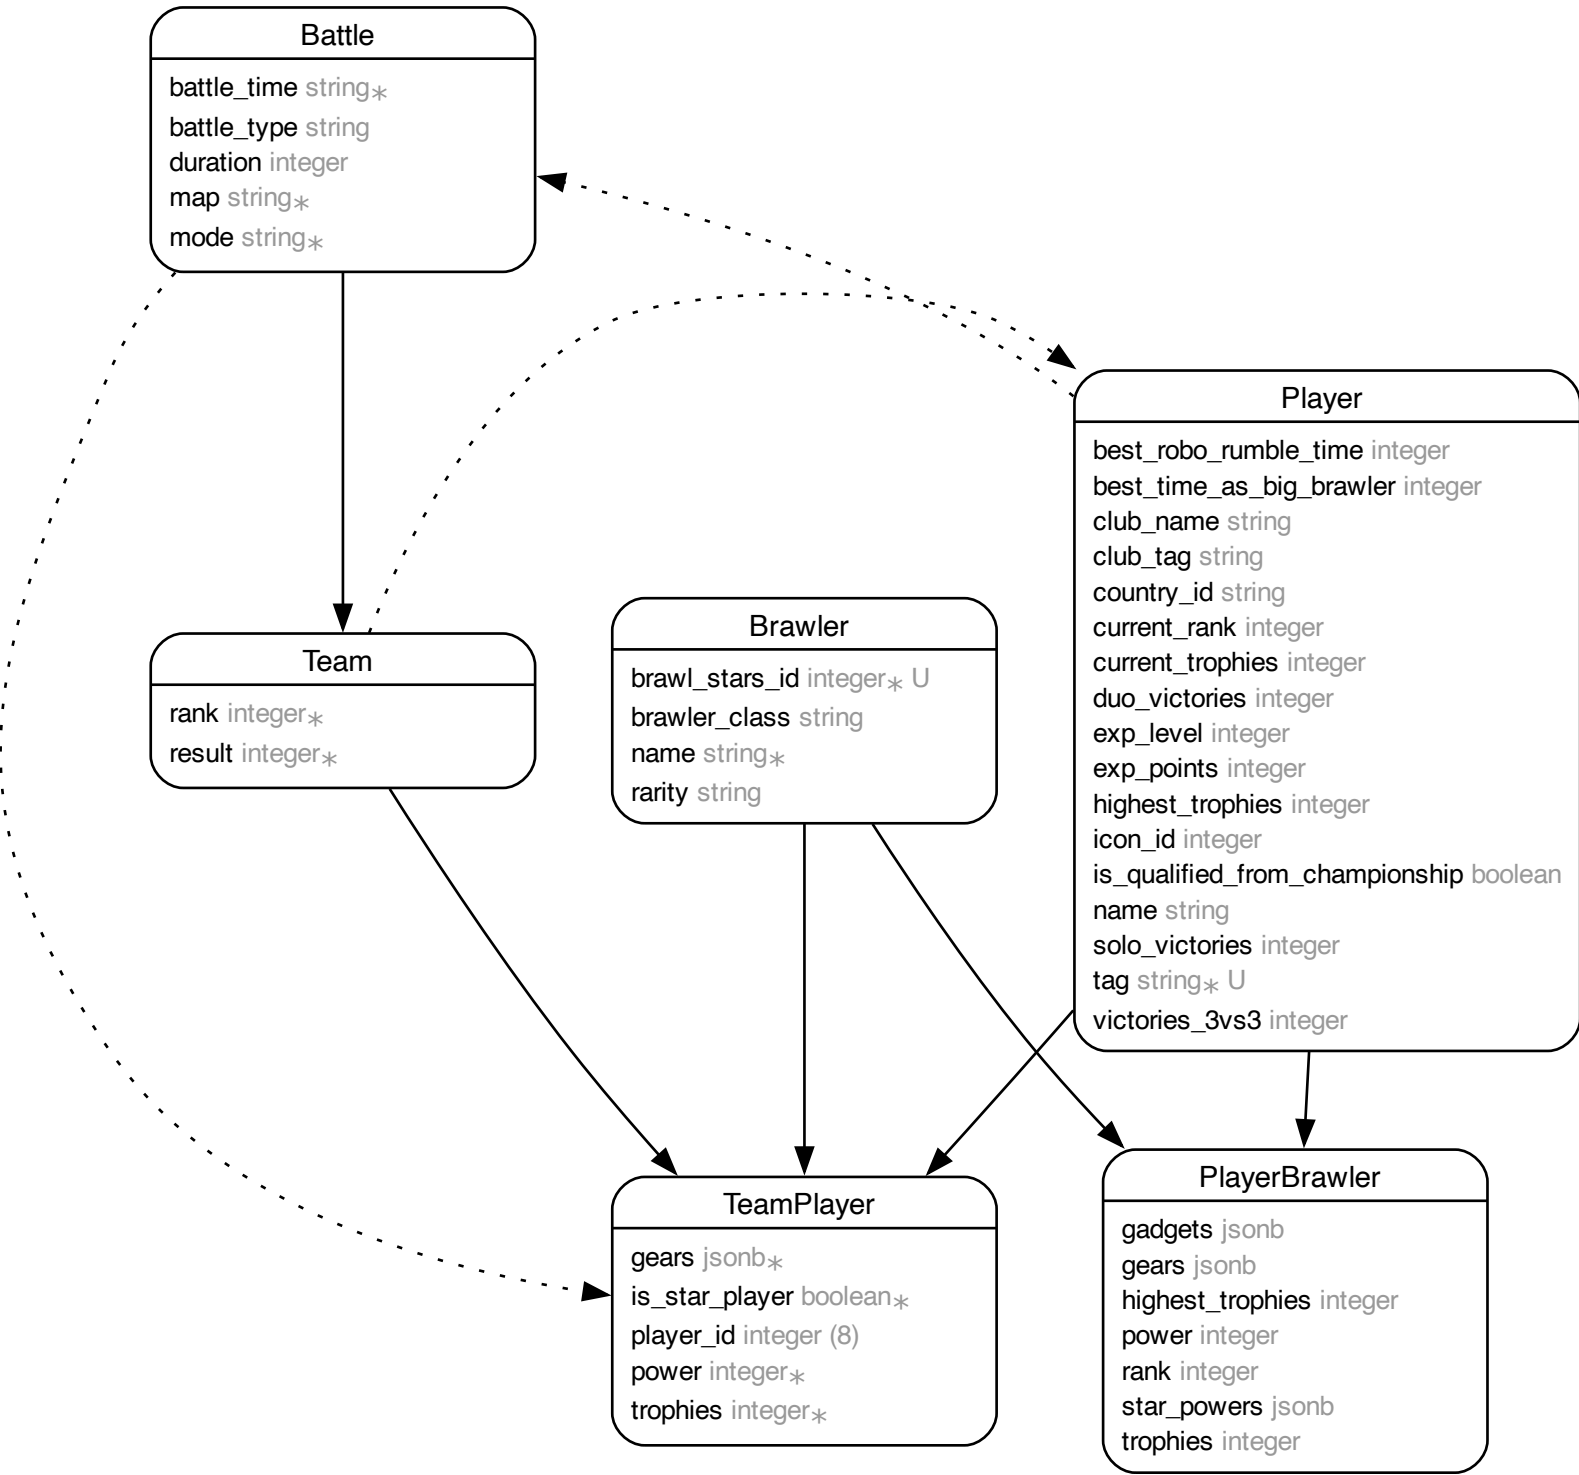 Battle
battle_time string*
battle_type string
duration integer
map string*
mode string*
Player
best_robo_rumble_time integer
best_time_as_big_brawler integer
club_name string
club_tag string
country_id string
current_rank integer
current_trophies integer
duo_victories integer
exp_level integer
exp_points integer
highest_trophies integer
icon_id integer
is_qualified_from_championship boolean
name string
solo_victories integer
tag string* U
victories_3vs3 integer
Team
rank integer*
result integer*
Brawler
brawl_stars_id integer* U
brawler_class string
name string*
rarity string
TeamPlayer
gears jsonb*
is_star_player boolean*
player_id integer (8)
power integer*
trophies integer*
PlayerBrawler
gadgets jsonb
gears jsonb
highest_trophies integer
power integer
rank integer
star_powers jsonb
trophies integer